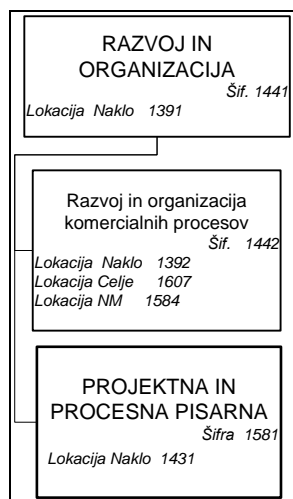 RAZVOJ IN
ORGANIZACIJA
Šif. 1441
Lokacija Naklo 1391
Razvoj in organizacija
komercialnih procesov
Šif. 1442
Lokacija Naklo 1392
Lokacija Celje 1607
Lokacija NM 1584
PROJEKTNA IN
PROCESNA PISARNA
Šifra 1581
Lokacija Naklo 1431